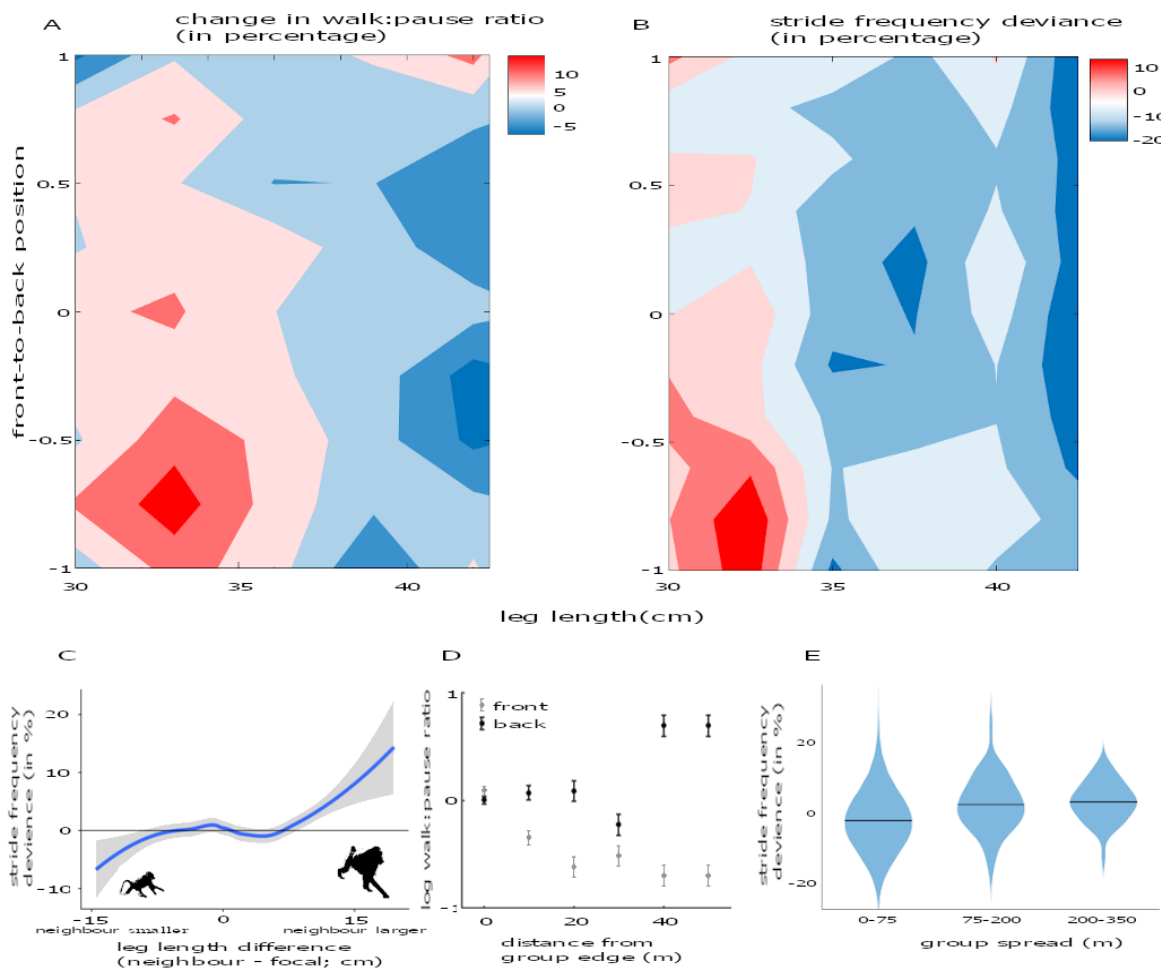 A
change in walk:pause ratio
(in percentage)
B
stride frequency deviance
(in percentage)
front-to-back position
1
0.5
0
-0.5
-1
30
35
40
10
5
0
-5
1
0.5
0
-0.5
-1
30
35
40
10
0
-10
-20
leg length(cm)
C
stride frequency
devience (in %)
20
10
0
-10
-15
0
15
neighbour smaller
neighbour larger
leg length difference
(neighbour - focal; cm)
D
log walk:pause ratio
1
0
-1
front
back
0
20
40
distance from
group edge (m)
E
stride frequency
deviance (in %)
20
0
-20
0-75
75-200
200-350
group spread (m)